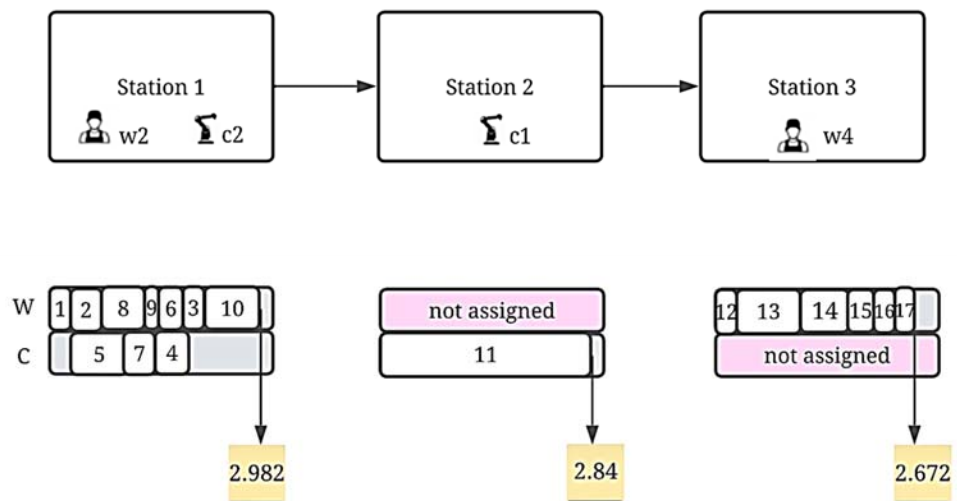 Station 1
w2 c2
Station 2
c1
Station 3
w4
W 1 2 8 9 6 3 10
C 5 7 4
not assigned
11
12 13 14 15 16 17
not assigned
2.982
2.84
2.672